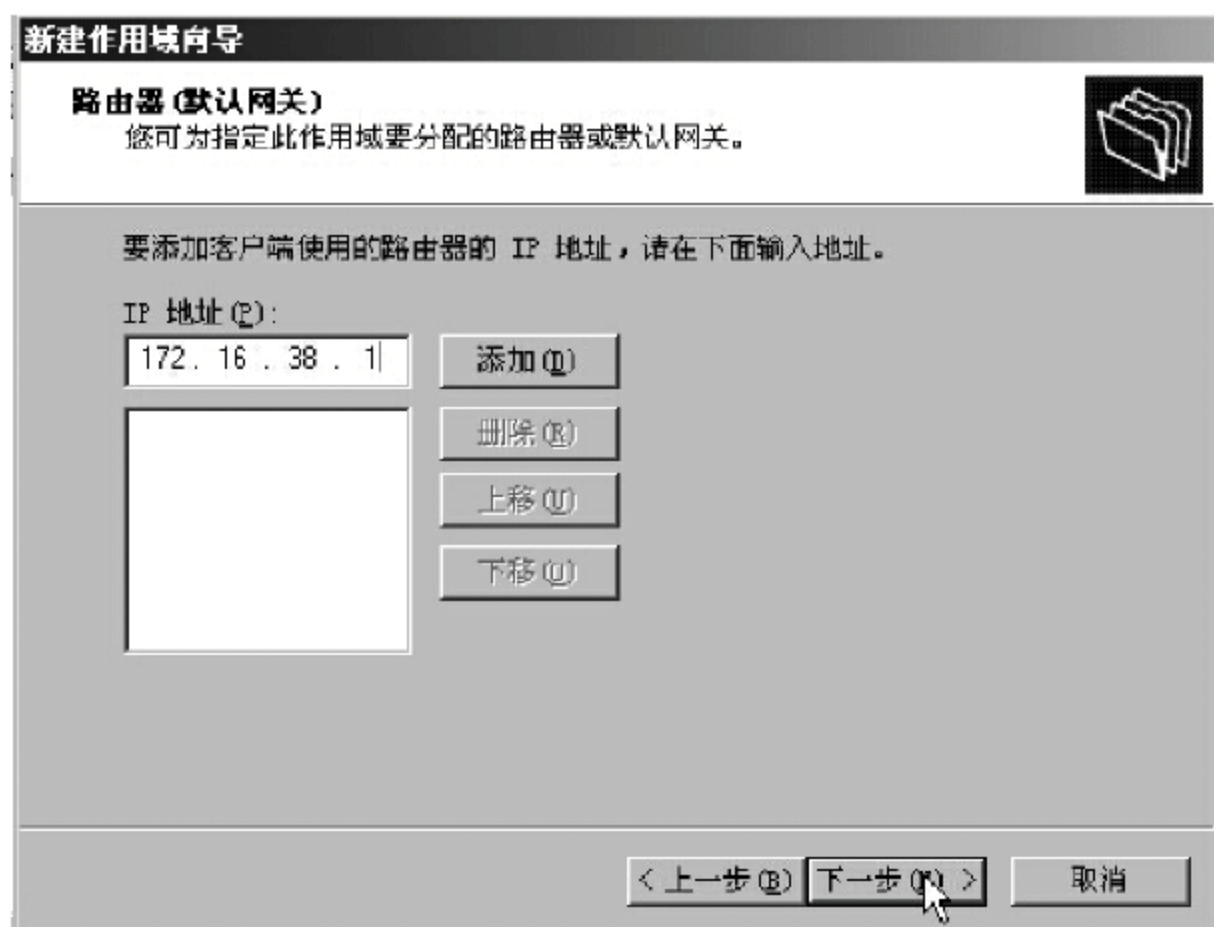 新建作用域向导
路由器(默认网关)
您可为指定此作用域要分配的路由器或默认网关。
要添加客户端使用的路由器的 IP 地址，请在下面输入地址。
IP 地址(P):
172. 16 . 38 . 1
添加(D)
删除(R)
上移(U)
下移(U)
< 上一步(B)
下一步(N) >
取消